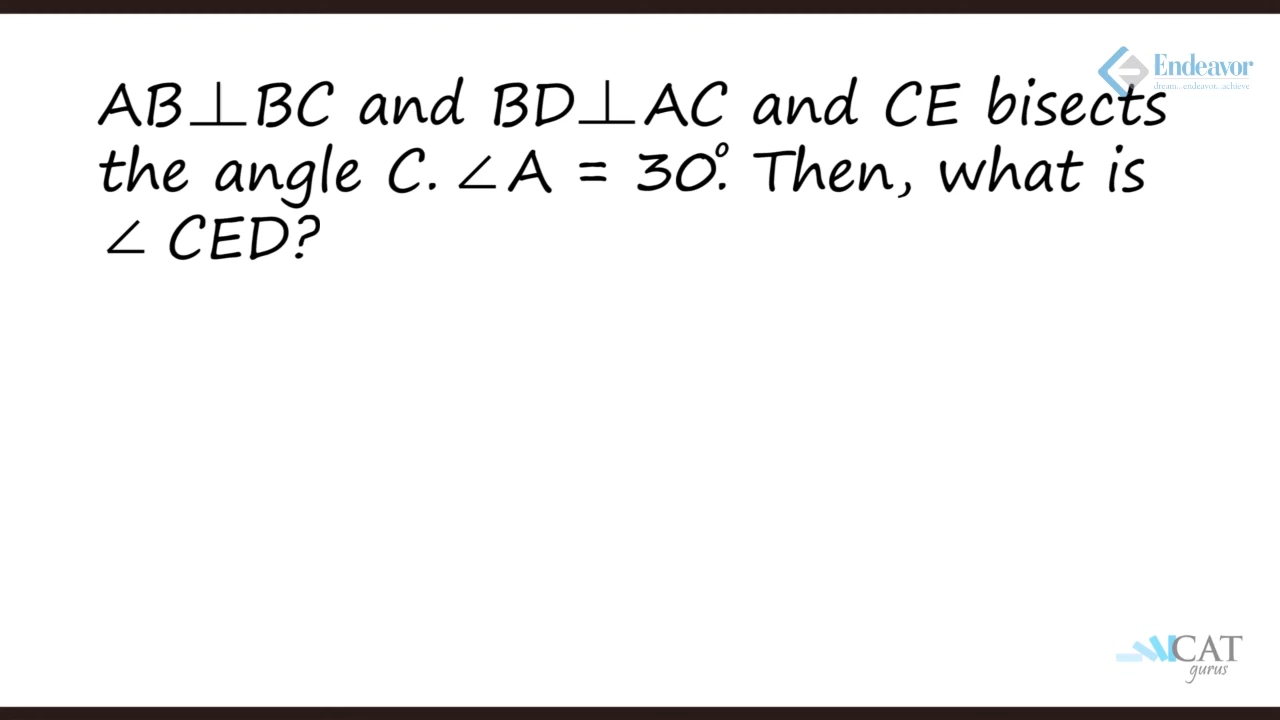 Endeavor
dream...endeavor...achieve
AB⊥BC and BD⊥AC and CE bisects
the angle C. ∠A = 30°. Then, what is
∠ CED?
CAT
gurus